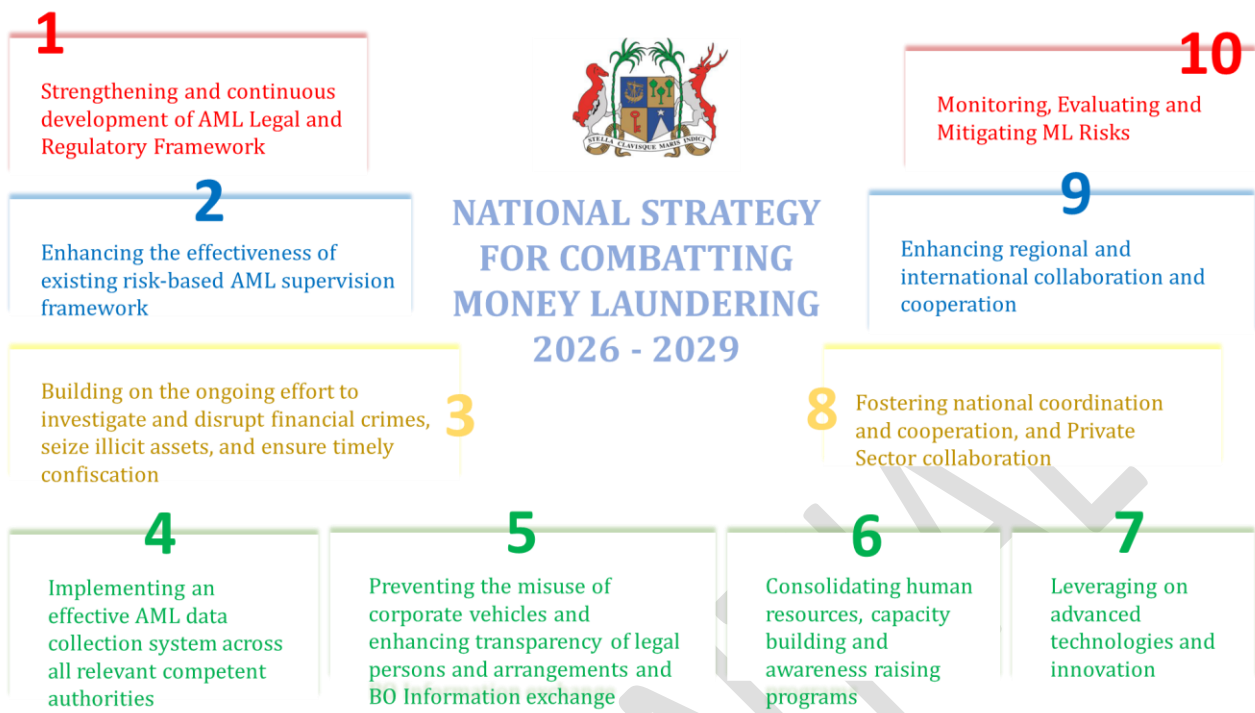 1
Strengthening and continuous
development of AML Legal and
Regulatory Framework
2
Enhancing the effectiveness of
existing risk-based AML supervision
framework
Building on the ongoing effort to
investigate and disrupt financial crimes,
seize illicit assets, and ensure timely
confiscation
3
4
Implementing an
effective AML data
collection system across
all relevant competent
authorities
5
Preventing the misuse of
corporate vehicles and
enhancing transparency of legal
persons and arrangements and
BO Information exchange
6
Consolidating human
resources, capacity
building and
awareness raising
programs
7
Leveraging on
advanced
technologies and
innovation
8
Fostering national coordination
and cooperation, and Private
Sector collaboration
9
Enhancing regional and
international collaboration and
cooperation
10
Monitoring, Evaluating and
Mitigating ML Risks
STELLA CLAVISQUE MARIS INDICI
NATIONAL STRATEGY
FOR COMBATTING
MONEY LAUNDERING
2026 - 2029